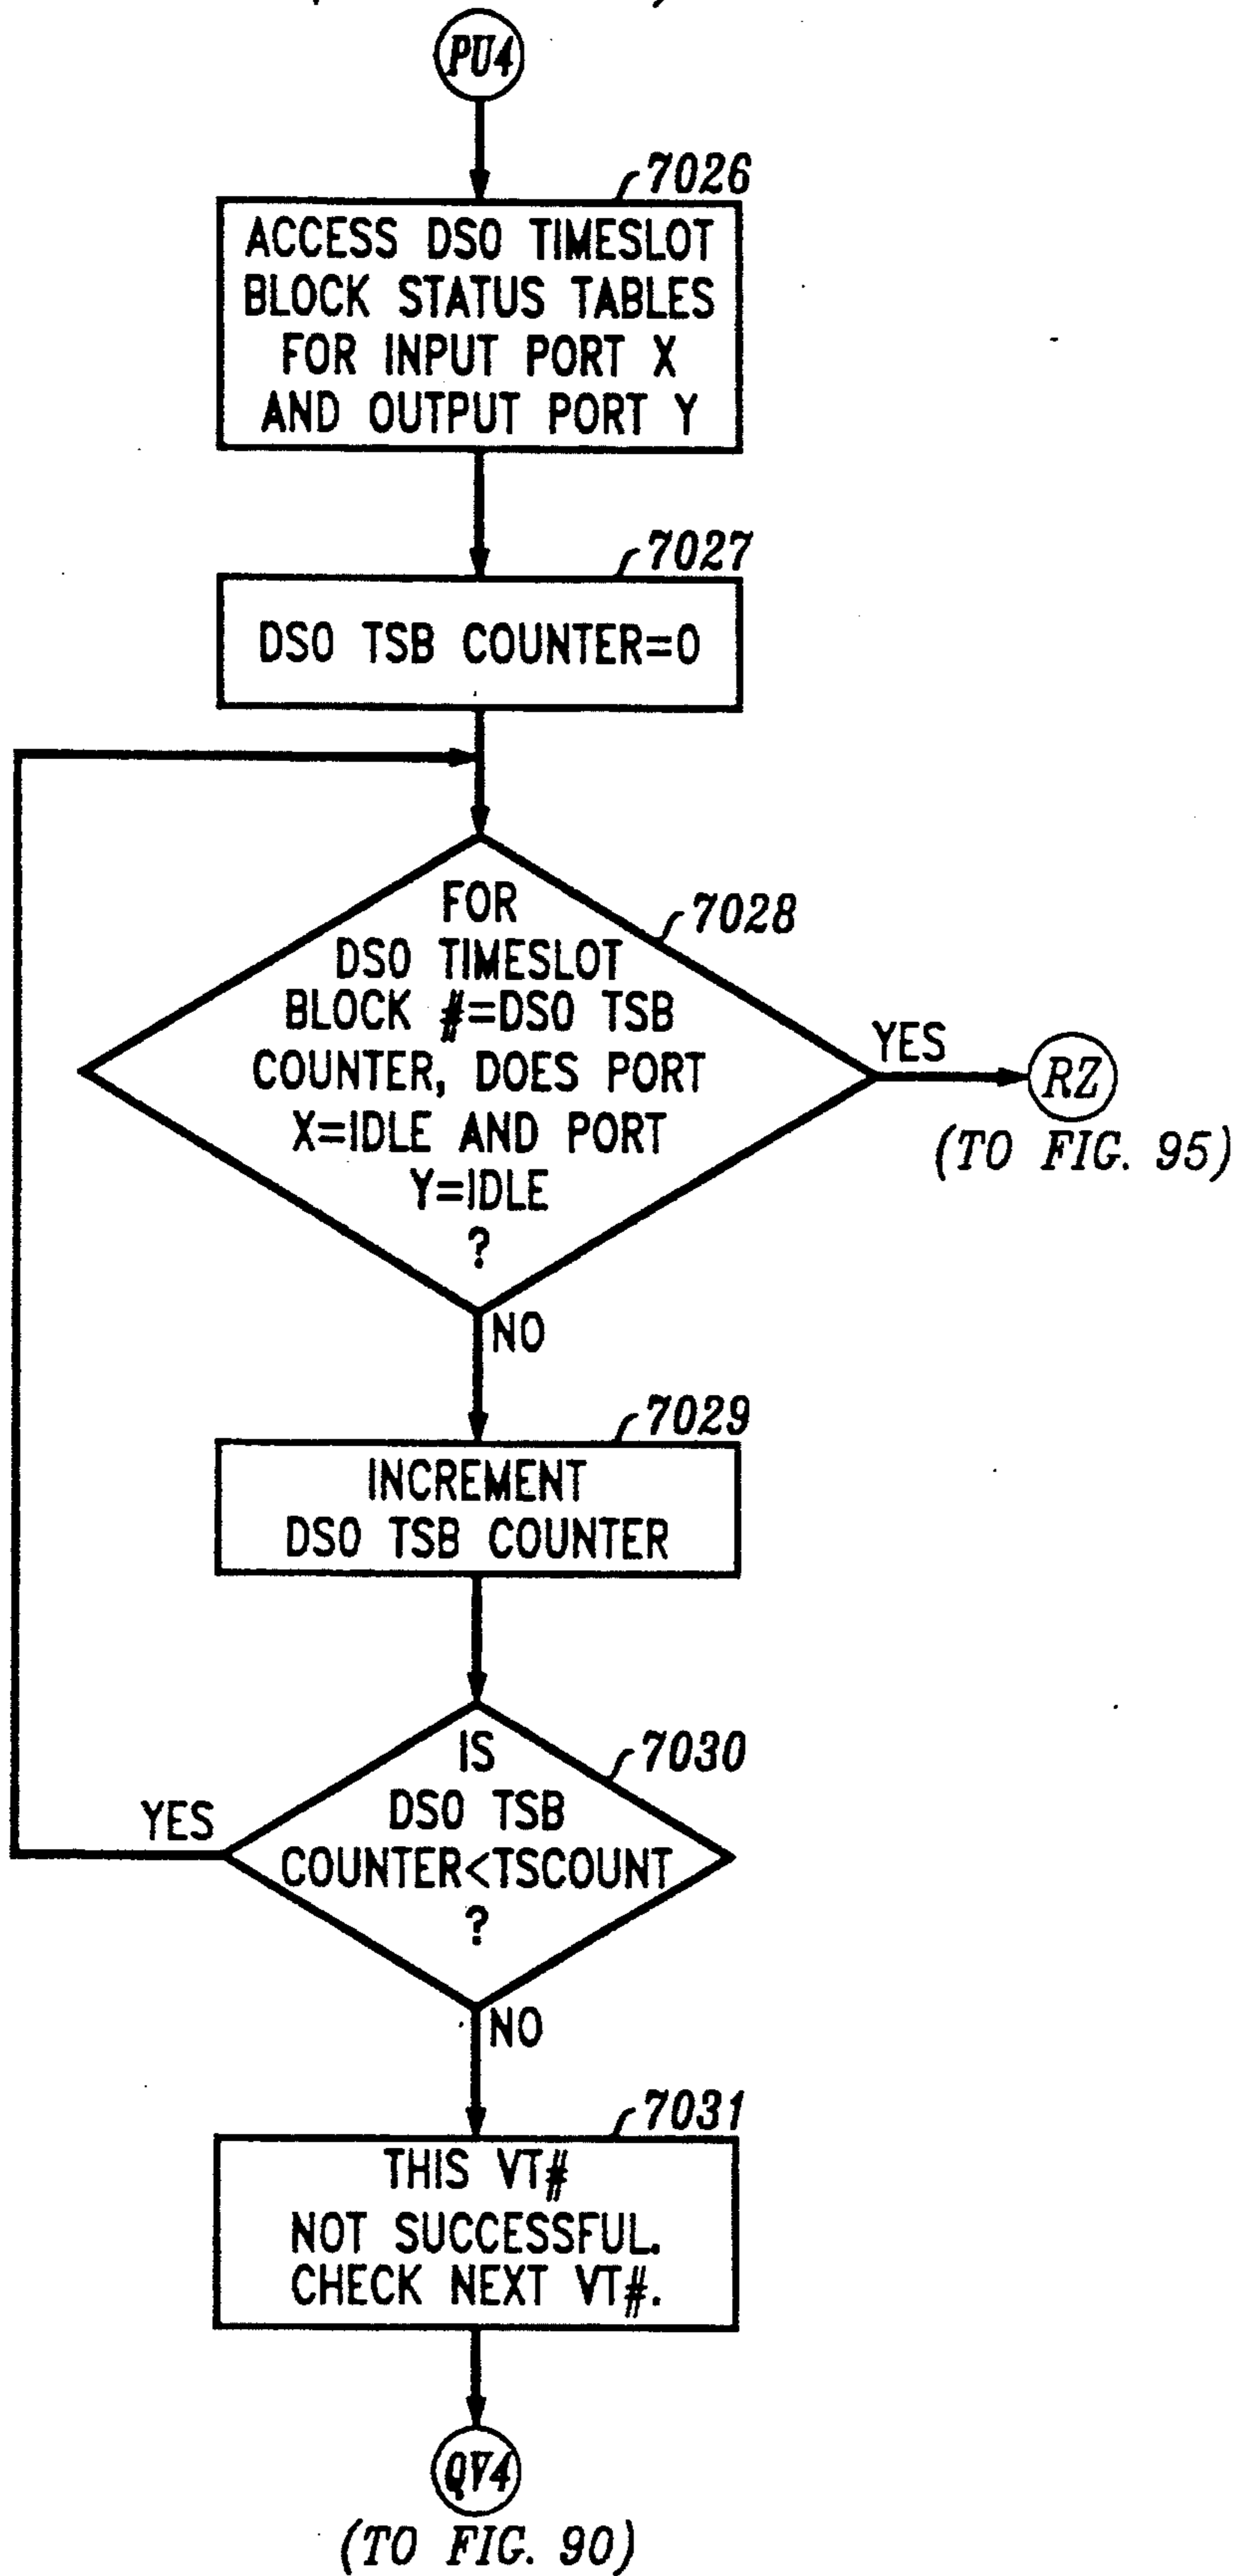 PU4
7026
ACCESS DS0 TIMESLOT
BLOCK STATUS TABLES
FOR INPUT PORT X
AND OUTPUT PORT Y
7027
DS0 TSB COUNTER=0
FOR
DS0 TIMESLOT
BLOCK #=DS0 TSB
COUNTER, DOES PORT
X=IDLE AND PORT
Y=IDLE
?
7028
YES
RZ
(TO FIG. 95)
NO
7029
INCREMENT
DS0 TSB COUNTER
IS
DS0 TSB
COUNTER<TSCOUNT
?
7030
YES
NO
7031
THIS VT#
NOT SUCCESSFUL.
CHECK NEXT VT#.
QV4
(TO FIG. 90)